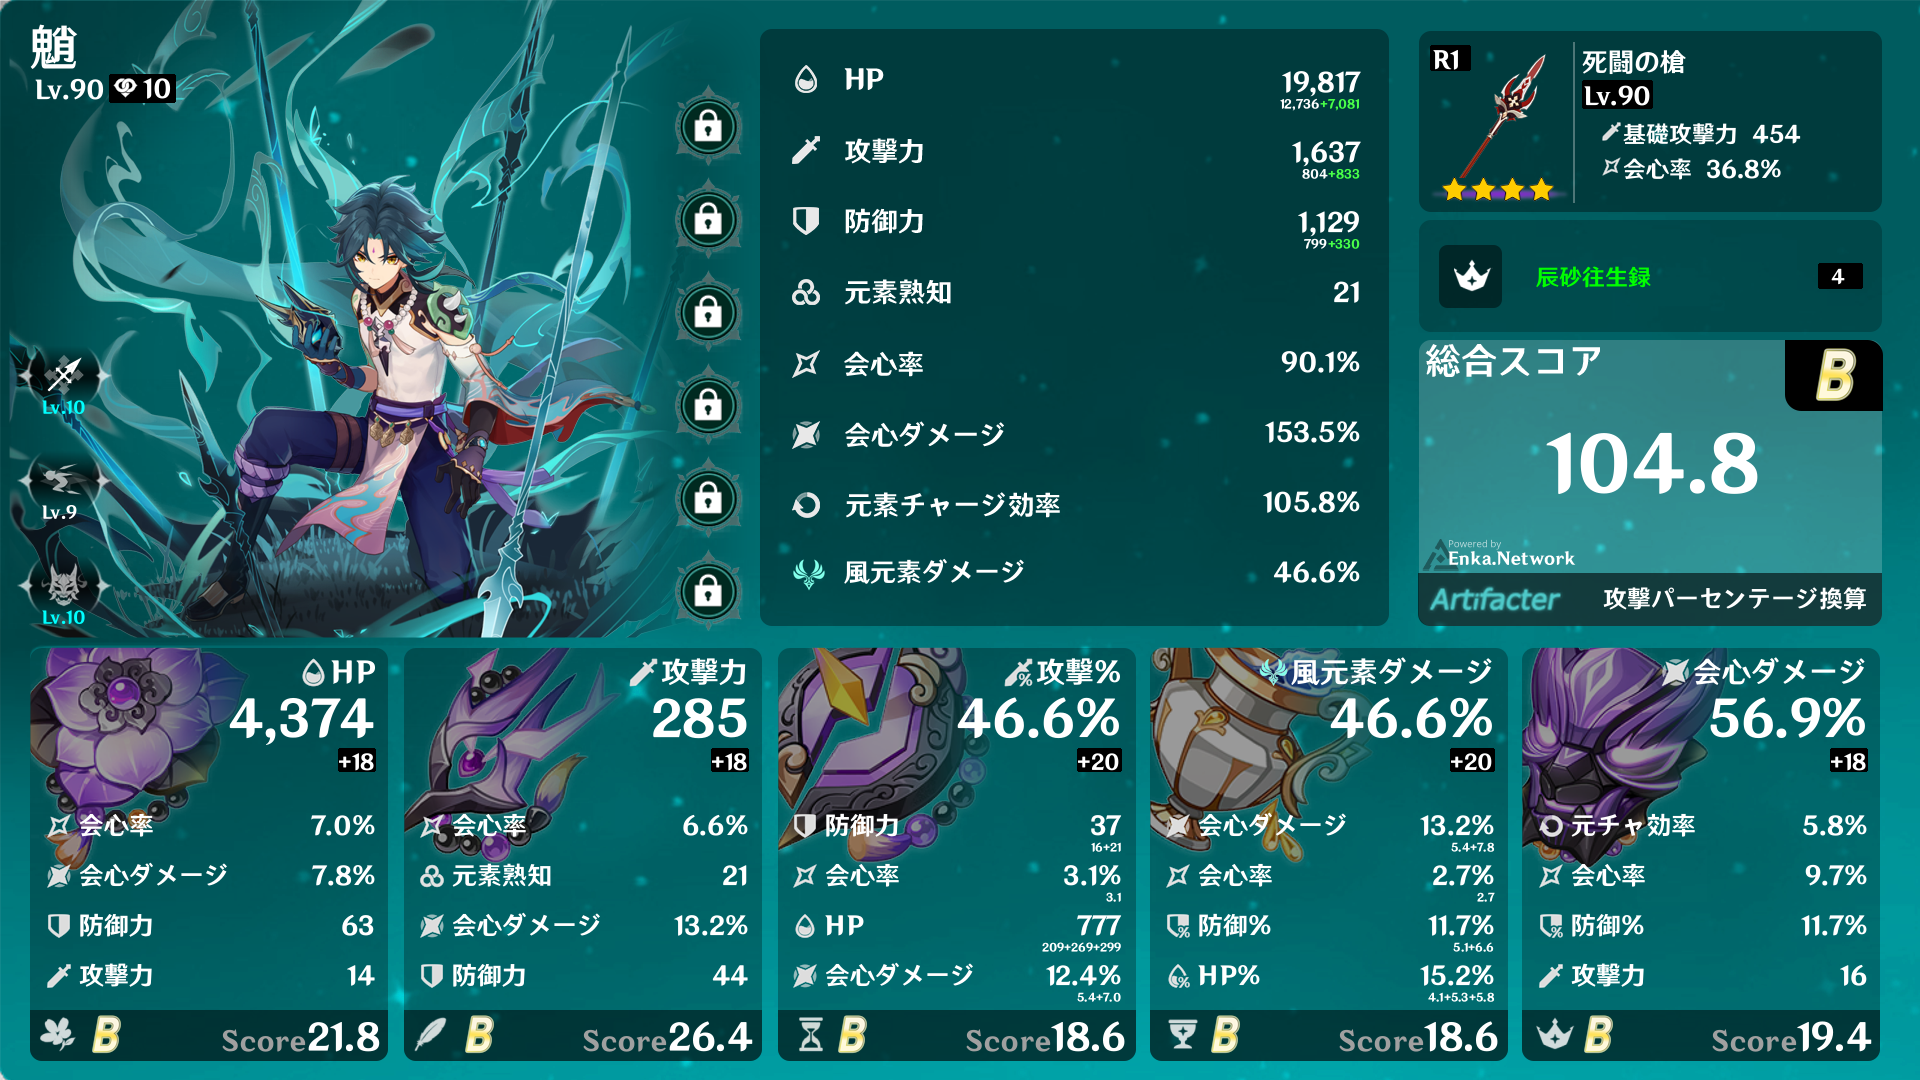 魈
Lv.90 10
Lv.10
Lv.9
Lv.10
HP 19,817
12,736+7,081
攻撃力 1,637
804+833
防御力 1,129
799+330
元素熟知 21
会心率 90.1%
会心ダメージ 153.5%
元素チャージ効率 105.8%
風元素ダメージ 46.6%
R1
死闘の槍
Lv.90
基礎攻撃力 454
会心率 36.8%
辰砂往生録 4
総合スコア B
104.8
Powered by
Enka.Network
Artifacter 攻撃パーセンテージ換算
HP
4,374
+18
会心率 7.0%
会心ダメージ 7.8%
防御力 63
攻撃力 14
B Score21.8
攻撃力
285
+18
会心率 6.6%
元素熟知 21
会心ダメージ 13.2%
防御力 44
B Score26.4
攻撃%
46.6%
+20
防御力 37
16+21
会心率 3.1%
3.1
HP 777
209+269+299
会心ダメージ 12.4%
5.4+7.0
B Score18.6
風元素ダメージ
46.6%
+20
会心ダメージ 13.2%
5.4+7.8
会心率 2.7%
2.7
防御% 11.7%
5.1+6.6
HP% 15.2%
4.1+5.3+5.8
B Score18.6
会心ダメージ
56.9%
+18
元チャ効率 5.8%
会心率 9.7%
防御% 11.7%
攻撃力 16
B Score19.4